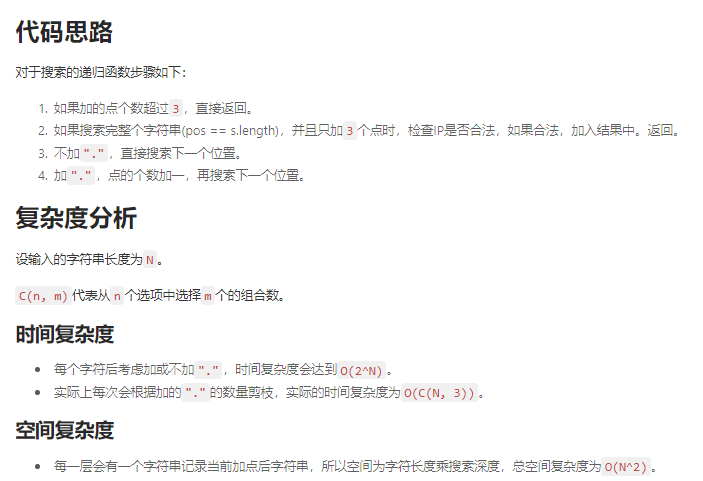 代码思路
对于搜索的递归函数步骤如下：
1. 如果加的点个数超过3，直接返回。
2. 如果搜索完整个字符串(pos == s.length)，并且只加3个点时，检查IP是否合法，如果合法，加入结果中。返回。
3. 不加"."，直接搜索下一个位置。
4. 加"."，点的个数加一，再搜索下一个位置。
复杂度分析
设输入的字符串长度为N。
C(n, m)代表从n个选项中选择m个的组合数。
时间复杂度
• 每个字符后考虑加或不加"."，时间复杂度会达到O(2^N)。
• 实际上每次会根据加的"."的数量剪枝，实际的时间复杂度为O(C(N, 3))。
空间复杂度
• 每一层会有一个字符串记录当前加点后字符串，所以空间为字符长度乘搜索深度，总空间复杂度为O(N^2)。